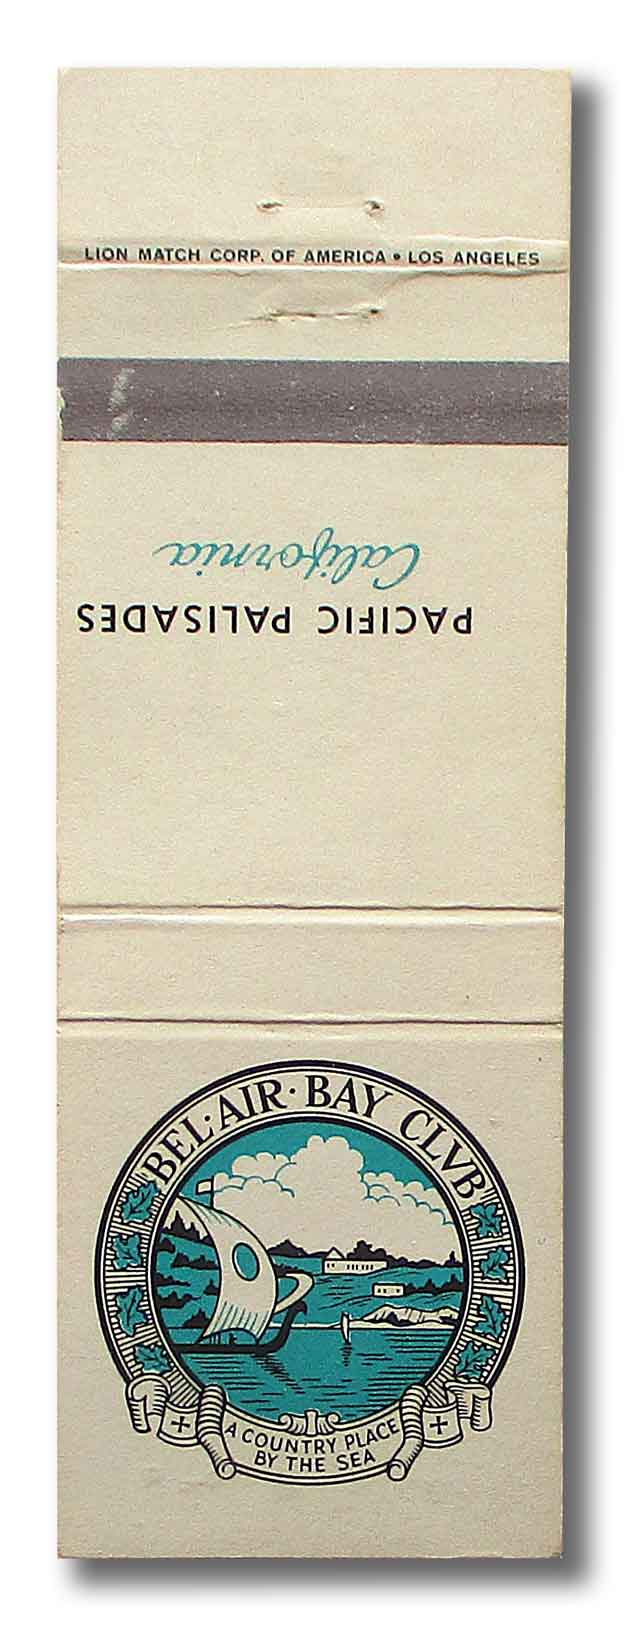 LION MATCH CORP. OF AMERICA • LOS ANGELES
PACIFIC PALISADES
California
BEL·AIR·BAY CLVB
A COUNTRY PLACE
BY THE SEA